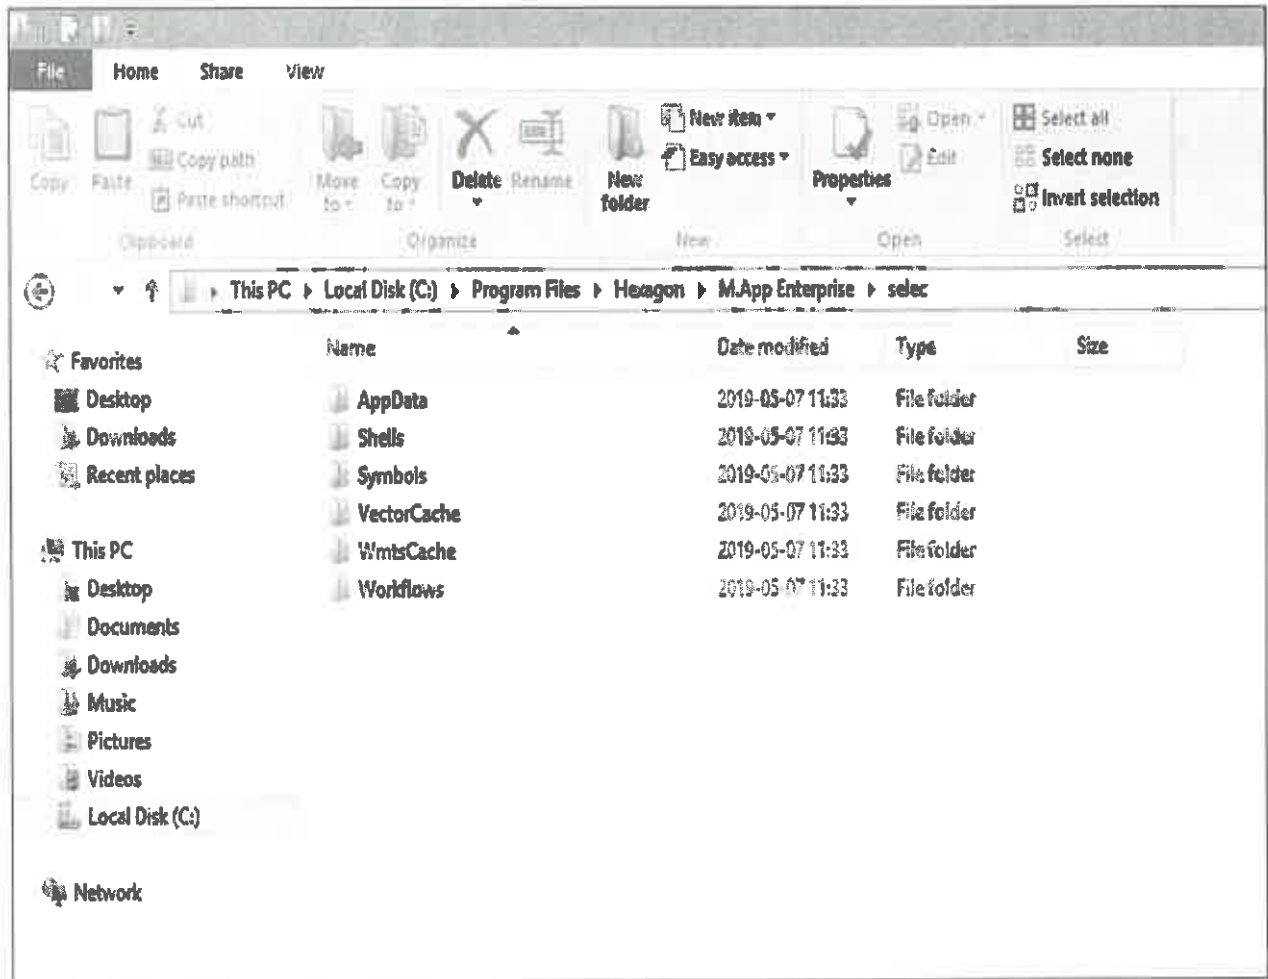 File Home Share View
Copy
Paste
Cut
Copy path
Paste shortcut
Move to
Copy to
Delete
Rename
New folder
New item
Easy access
Properties
Open
Edit
Select all
Select none
Invert selection
Clipboard Organize New Open Select
This PC Local Disk (C:) Program Files Hexagon M.App Enterprise selec
Name Date modified Type Size
Favorites
Desktop
Downloads
Recent places
This PC
Desktop
Documents
Downloads
Music
Pictures
Videos
Local Disk (C:)
Network
AppData 2019-05-07 11:33 File folder
Shells 2019-05-07 11:33 File folder
Symbols 2019-05-07 11:33 File folder
VectorCache 2019-05-07 11:33 File folder
WmtsCache 2019-05-07 11:33 File folder
Workflows 2019-05-07 11:33 File folder